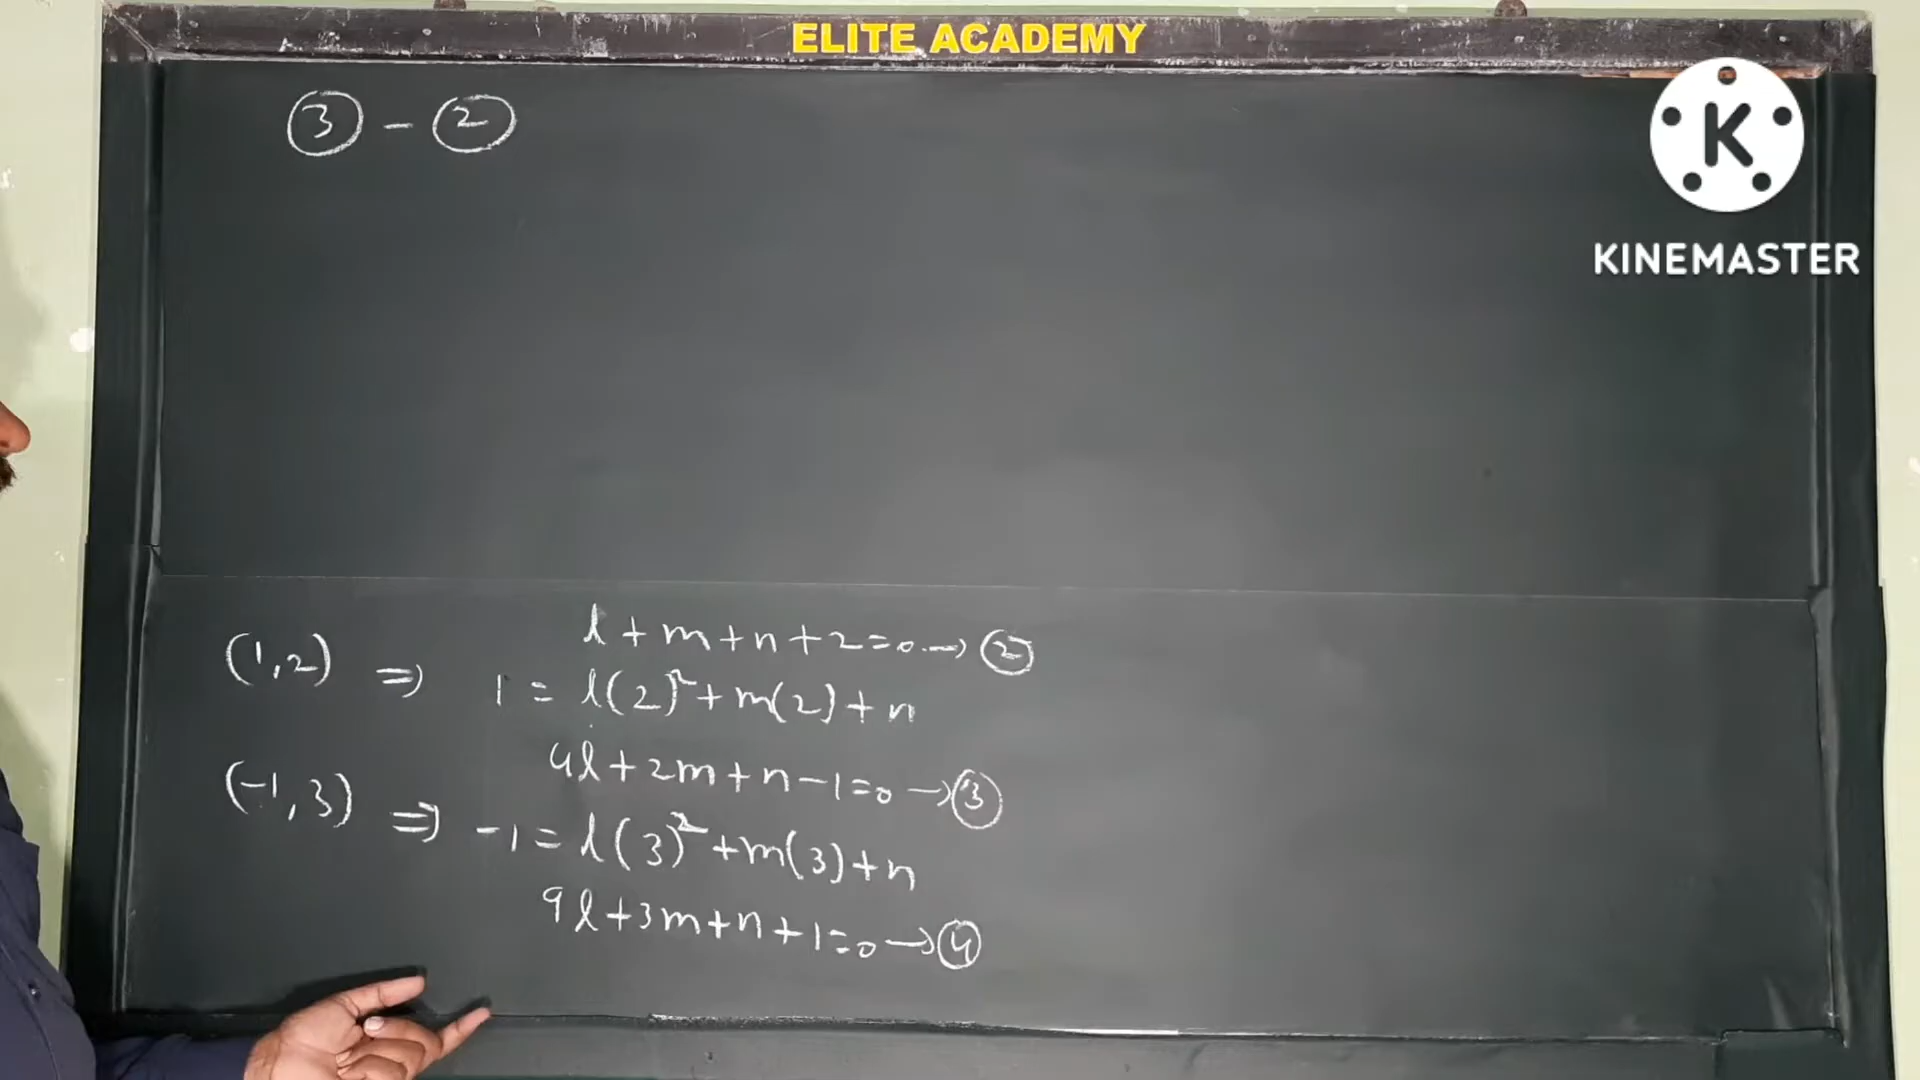 ELITE ACADEMY
③ - ②
K
KINEMASTER
l + m + n + 2 = 0 → ②
(1,2) ⇒ 1 = l(2)² + m(2) + n
4l + 2m + n - 1 = 0 → ③
(-1,3) ⇒ -1 = l(3)² + m(3) + n
9l + 3m + n + 1 = 0 → ④